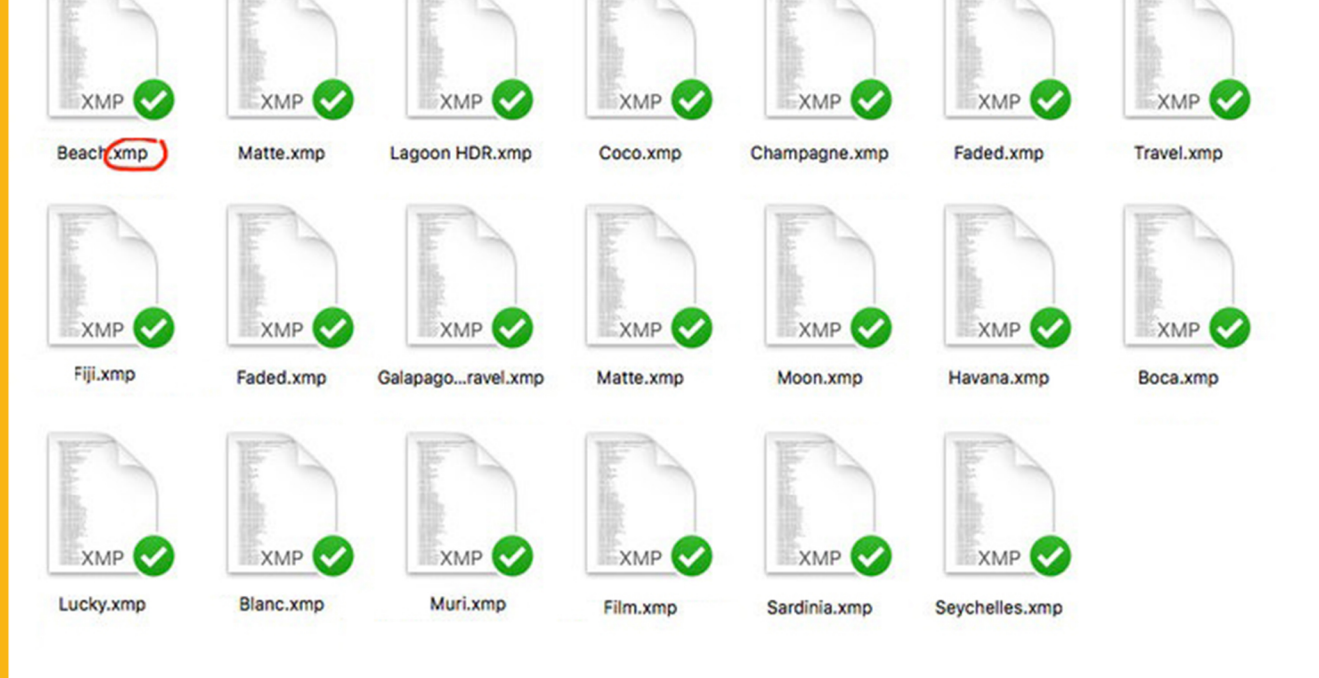 XMP XMP XMP XMP XMP XMP XMP
Beach.xmp Matte.xmp Lagoon HDR.xmp Coco.xmp Champagne.xmp Faded.xmp Travel.xmp
XMP XMP XMP XMP XMP XMP XMP
Fiji.xmp Faded.xmp Galapago...ravel.xmp Matte.xmp Moon.xmp Havana.xmp Boca.xmp
XMP XMP XMP XMP XMP XMP
Lucky.xmp Blanc.xmp Muri.xmp Film.xmp Sardinia.xmp Seychelles.xmp